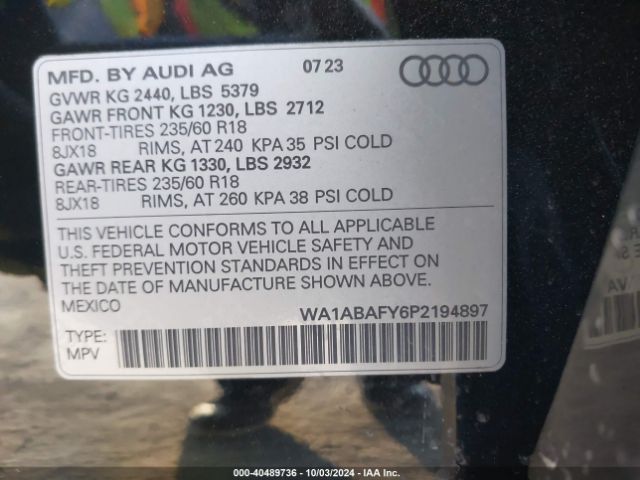 MFD. BY AUDI AG 07 23
GVWR KG 2440, LBS 5379
GAWR FRONT KG 1230, LBS 2712
FRONT-TIRES 235/60 R18
8JX18 RIMS, AT 240 KPA 35 PSI COLD
GAWR REAR KG 1330, LBS 2932
REAR-TIRES 235/60 R18
8JX18 RIMS, AT 260 KPA 38 PSI COLD
THIS VEHICLE CONFORMS TO ALL APPLICABLE
U.S. FEDERAL MOTOR VEHICLE SAFETY AND
THEFT PREVENTION STANDARDS IN EFFECT ON
THE DATE OF MANUFACTURE SHOWN ABOVE.
MEXICO
WA1ABAFY6P2194897
TYPE:
MPV
VA
000-40489736 - 10/03/2024 - IAA Inc.